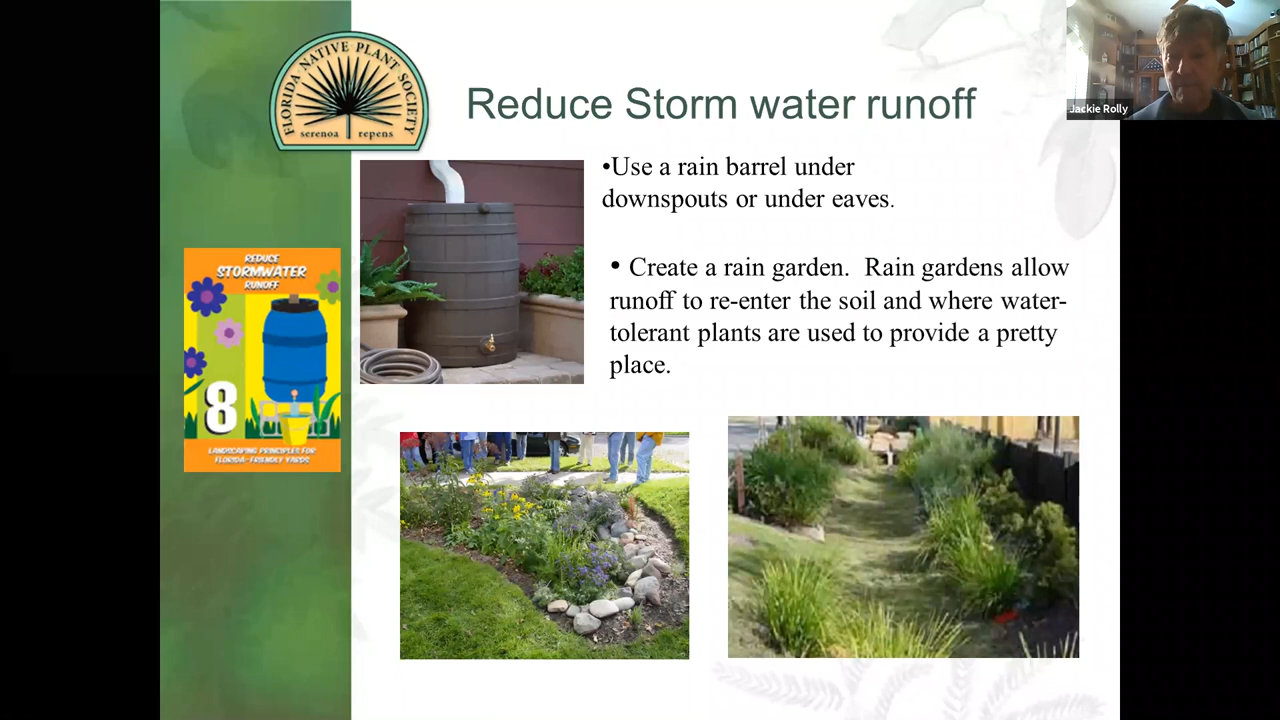 FLORIDA NATIVE PLANT SOCIETY
serenoa repens
Reduce Storm water runoff
Jackie Rolly
•Use a rain barrel under
downspouts or under eaves.
• Create a rain garden. Rain gardens allow
runoff to re-enter the soil and where water-
tolerant plants are used to provide a pretty
place.
REDUCE
STORMWATER
RUNOFF
8
LANDSCAPING PRINCIPLES FOR
FLORIDA-FRIENDLY YARDS